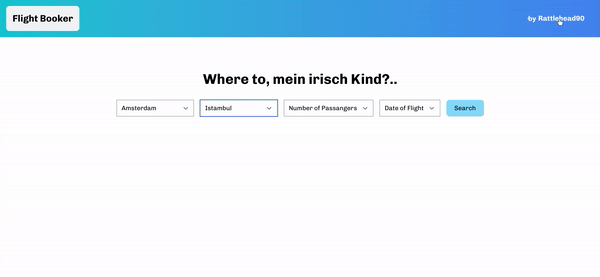 Flight Booker
by Rattlehead90
Where to, mein irisch Kind?..
Amsterdam Istambul Number of Passangers Date of Flight Search